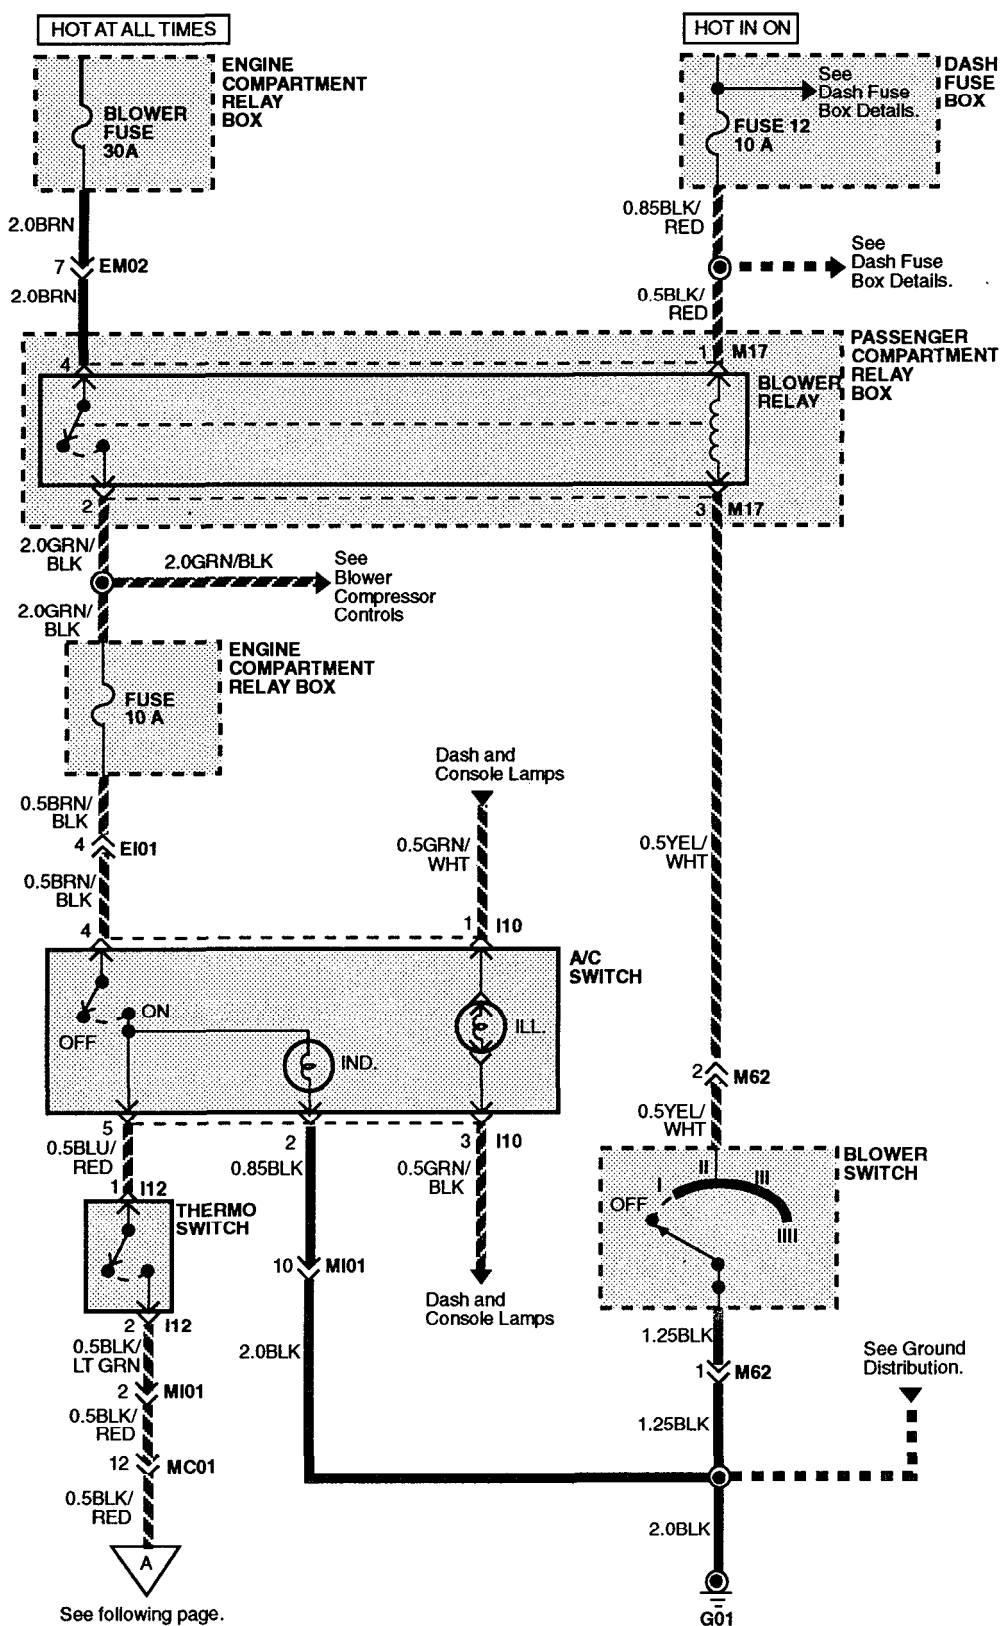 HOT AT ALL TIMES
HOT IN ON
ENGINE
COMPARTMENT
RELAY
BOX
BLOWER
FUSE
30A
See
Dash Fuse
Box Details.
DASH
FUSE
BOX
FUSE 12
10 A
2.0BRN
0.85BLK/
RED
7
EM02
See
Dash Fuse
Box Details.
2.0BRN
0.5BLK/
RED
4
1
M17
PASSENGER
COMPARTMENT
RELAY
BOX
BLOWER
RELAY
2
3
M17
2.0GRN/
BLK
2.0GRN/BLK
See
Blower
Compressor
Controls
2.0GRN/
BLK
ENGINE
COMPARTMENT
RELAY BOX
FUSE
10 A
Dash and
Console Lamps
0.5BRN/
BLK
4
EI01
0.5GRN/
WHT
0.5YEL/
WHT
0.5BRN/
BLK
4
1
I10
A/C
SWITCH
ON
OFF
IND.
ILL.
2
M62
5
2
3
I10
0.5BLU/
RED
0.85BLK
0.5GRN/
BLK
0.5YEL/
WHT
BLOWER
SWITCH
OFF
I
II
III
IIII
1
I12
THERMO
SWITCH
10
MI01
Dash and
Console Lamps
2
I12
0.5BLK/
LT GRN
2.0BLK
1.25BLK
See Ground
Distribution.
2
MI01
1
M62
0.5BLK/
RED
1.25BLK
12
MC01
0.5BLK/
RED
2.0BLK
A
See following page.
G01